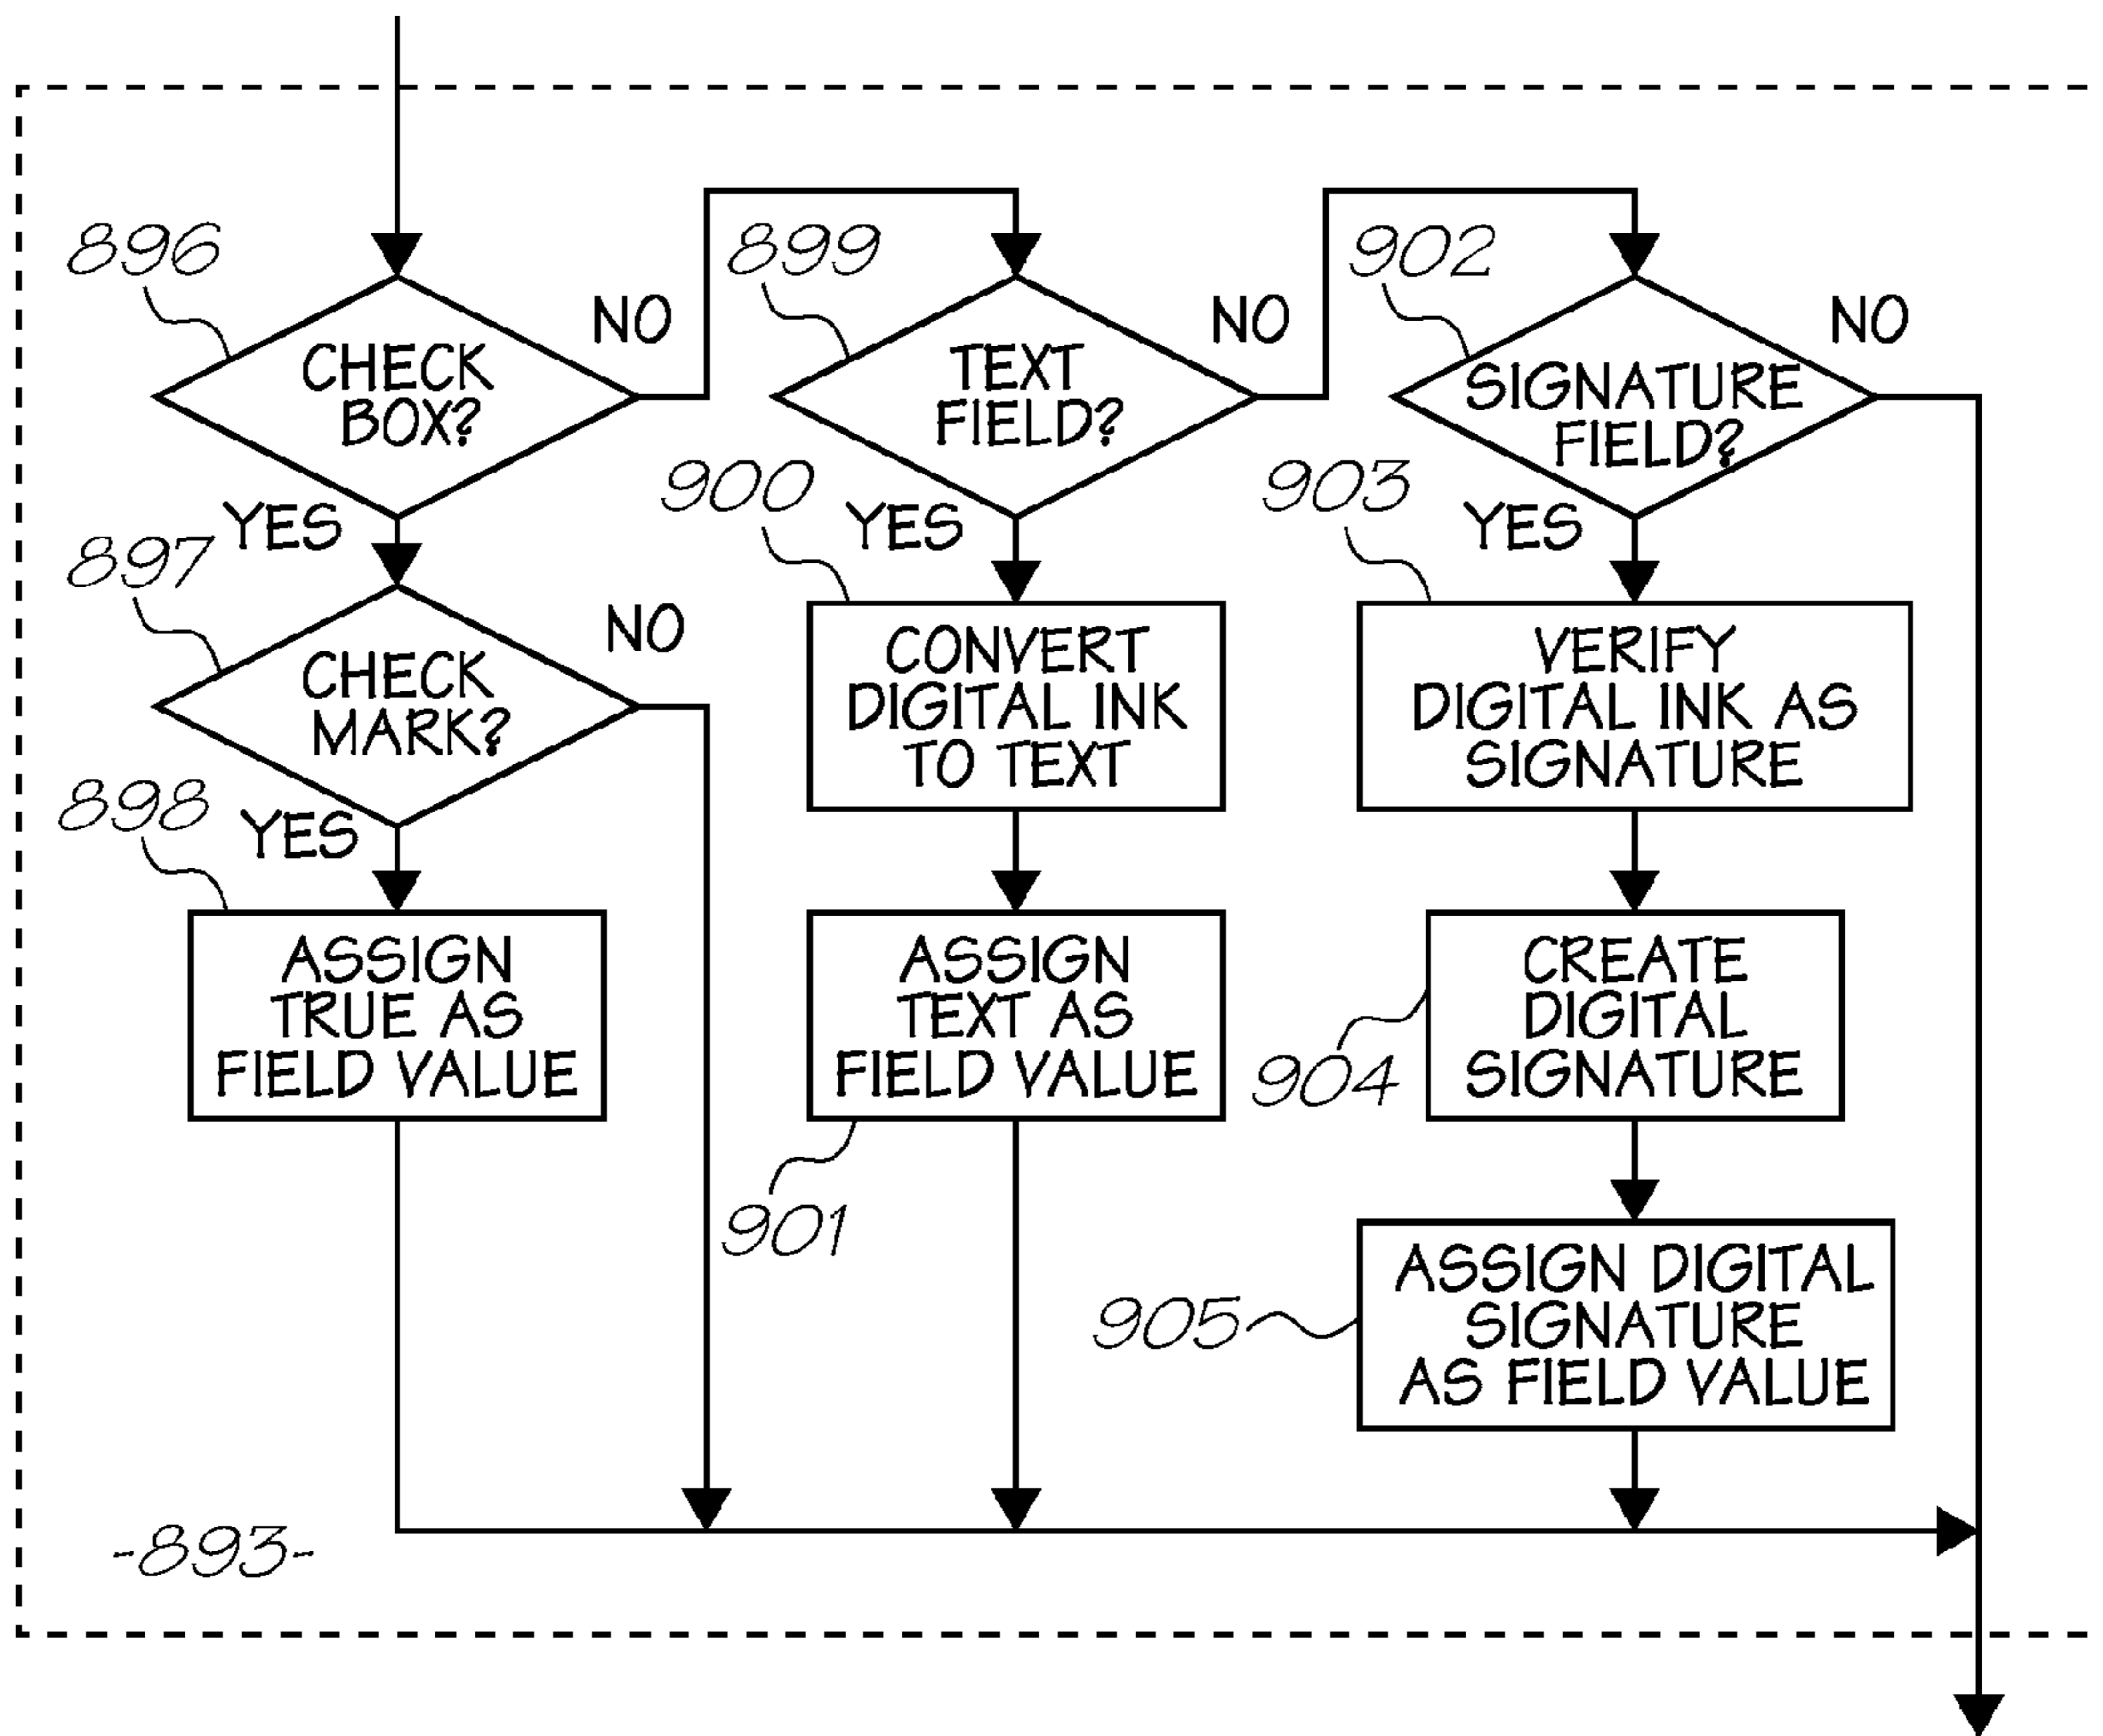 896
CHECK
BOX?
NO
YES
897
CHECK
MARK?
NO
YES
898
ASSIGN
TRUE AS
FIELD VALUE
899
TEXT
FIELD?
NO
YES
900
CONVERT
DIGITAL INK
TO TEXT
ASSIGN
TEXT AS
FIELD VALUE
901
902
SIGNATURE
FIELD?
NO
YES
903
VERIFY
DIGITAL INK AS
SIGNATURE
CREATE
DIGITAL
SIGNATURE
904
ASSIGN DIGITAL
SIGNATURE
AS FIELD VALUE
905
-893-